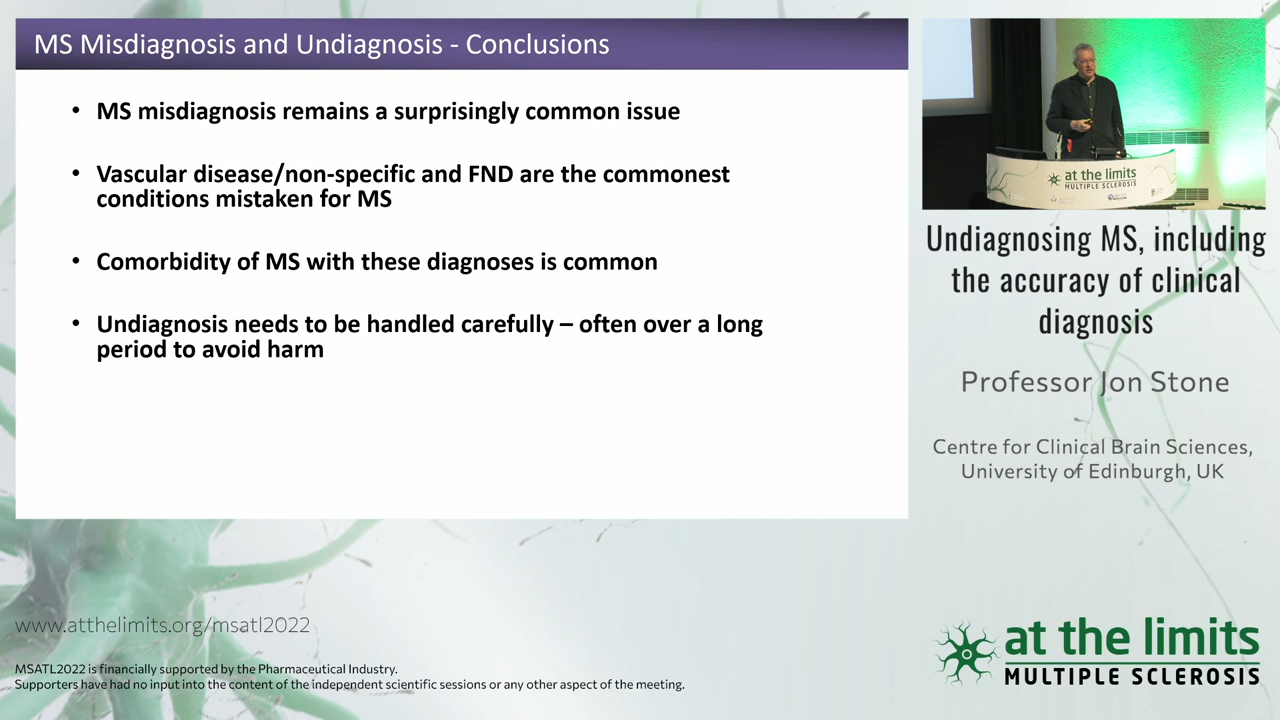 MS Misdiagnosis and Undiagnosis - Conclusions
• MS misdiagnosis remains a surprisingly common issue
• Vascular disease/non-specific and FND are the commonest
conditions mistaken for MS
• Comorbidity of MS with these diagnoses is common
• Undiagnosis needs to be handled carefully – often over a long
period to avoid harm
at the limits
MULTIPLE SCLEROSIS
Undiagnosing MS, including
the accuracy of clinical
diagnosis
Professor Jon Stone
Centre for Clinical Brain Sciences,
University of Edinburgh, UK
www.atthelimits.org/msatl2022
MSATL2022 is financially supported by the Pharmaceutical Industry.
Supporters have had no input into the content of the independent scientific sessions or any other aspect of the meeting.
at the limits
MULTIPLE SCLEROSIS